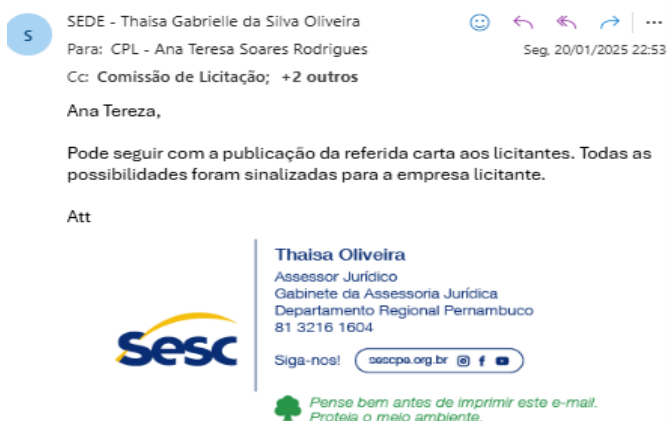 S
SEDE - Thaisa Gabrielle da Silva Oliveira
Para: CPL - Ana Teresa Soares Rodrigues
Seg, 20/01/2025 22:53
Cc: Comissão de Licitação; +2 outros
Ana Tereza,
Pode seguir com a publicação da referida carta aos licitantes. Todas as
possibilidades foram sinalizadas para a empresa licitante.
Att
Thaisa Oliveira
Assessor Jurídico
Gabinete da Assessoria Jurídica
Departamento Regional Pernambuco
81 3216 1604
Sesc
Siga-nos! sescpe.org.br
Pense bem antes de imprimir este e-mail.
Proteja o meio ambiente.